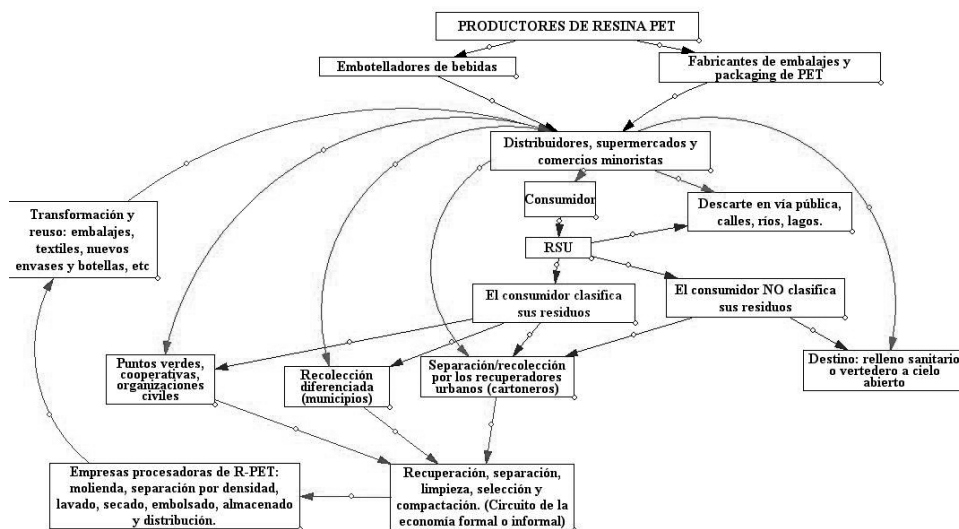 PRODUCTORES DE RESINA PET
Embotelladores de bebidas
Fabricantes de embalajes y
packaging de PET
Distribuidores, supermercados y
comercios minoristas
Consumidor
Descarte en vía pública,
calles, ríos, lagos.
Transformación y
reuso: embalajes,
textiles, nuevos
envases y botellas, etc
RSU
El consumidor clasifica
sus residuos
El consumidor NO clasifica
sus residuos
Puntos verdes,
cooperativas,
organizaciones
civiles
Recolección
diferenciada
(municipios)
Separación/recolección
por los recuperadores
urbanos (cartoneros)
Destino: relleno sanitario
o vertedero a cielo
abierto
Empresas procesadoras de R-PET:
molienda, separación por densidad,
lavado, secado, embolsado, almacenado
y distribución.
Recuperación, separación,
limpieza, selección y
compactación. (Circuito de la
economía formal o informal)